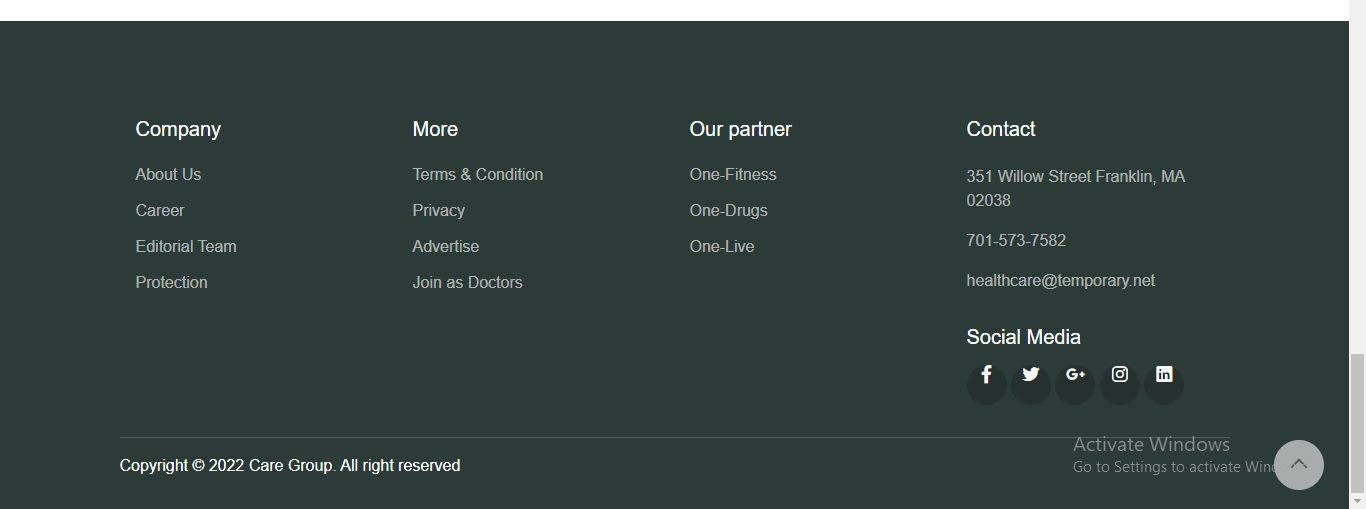 Company
About Us
Career
Editorial Team
Protection
More
Terms & Condition
Privacy
Advertise
Join as Doctors
Our partner
One-Fitness
One-Drugs
One-Live
Contact
351 Willow Street Franklin, MA
02038
701-573-7582
healthcare@temporary.net
Social Media
Copyright © 2022 Care Group. All right reserved
Activate Windows
Go to Settings to activate